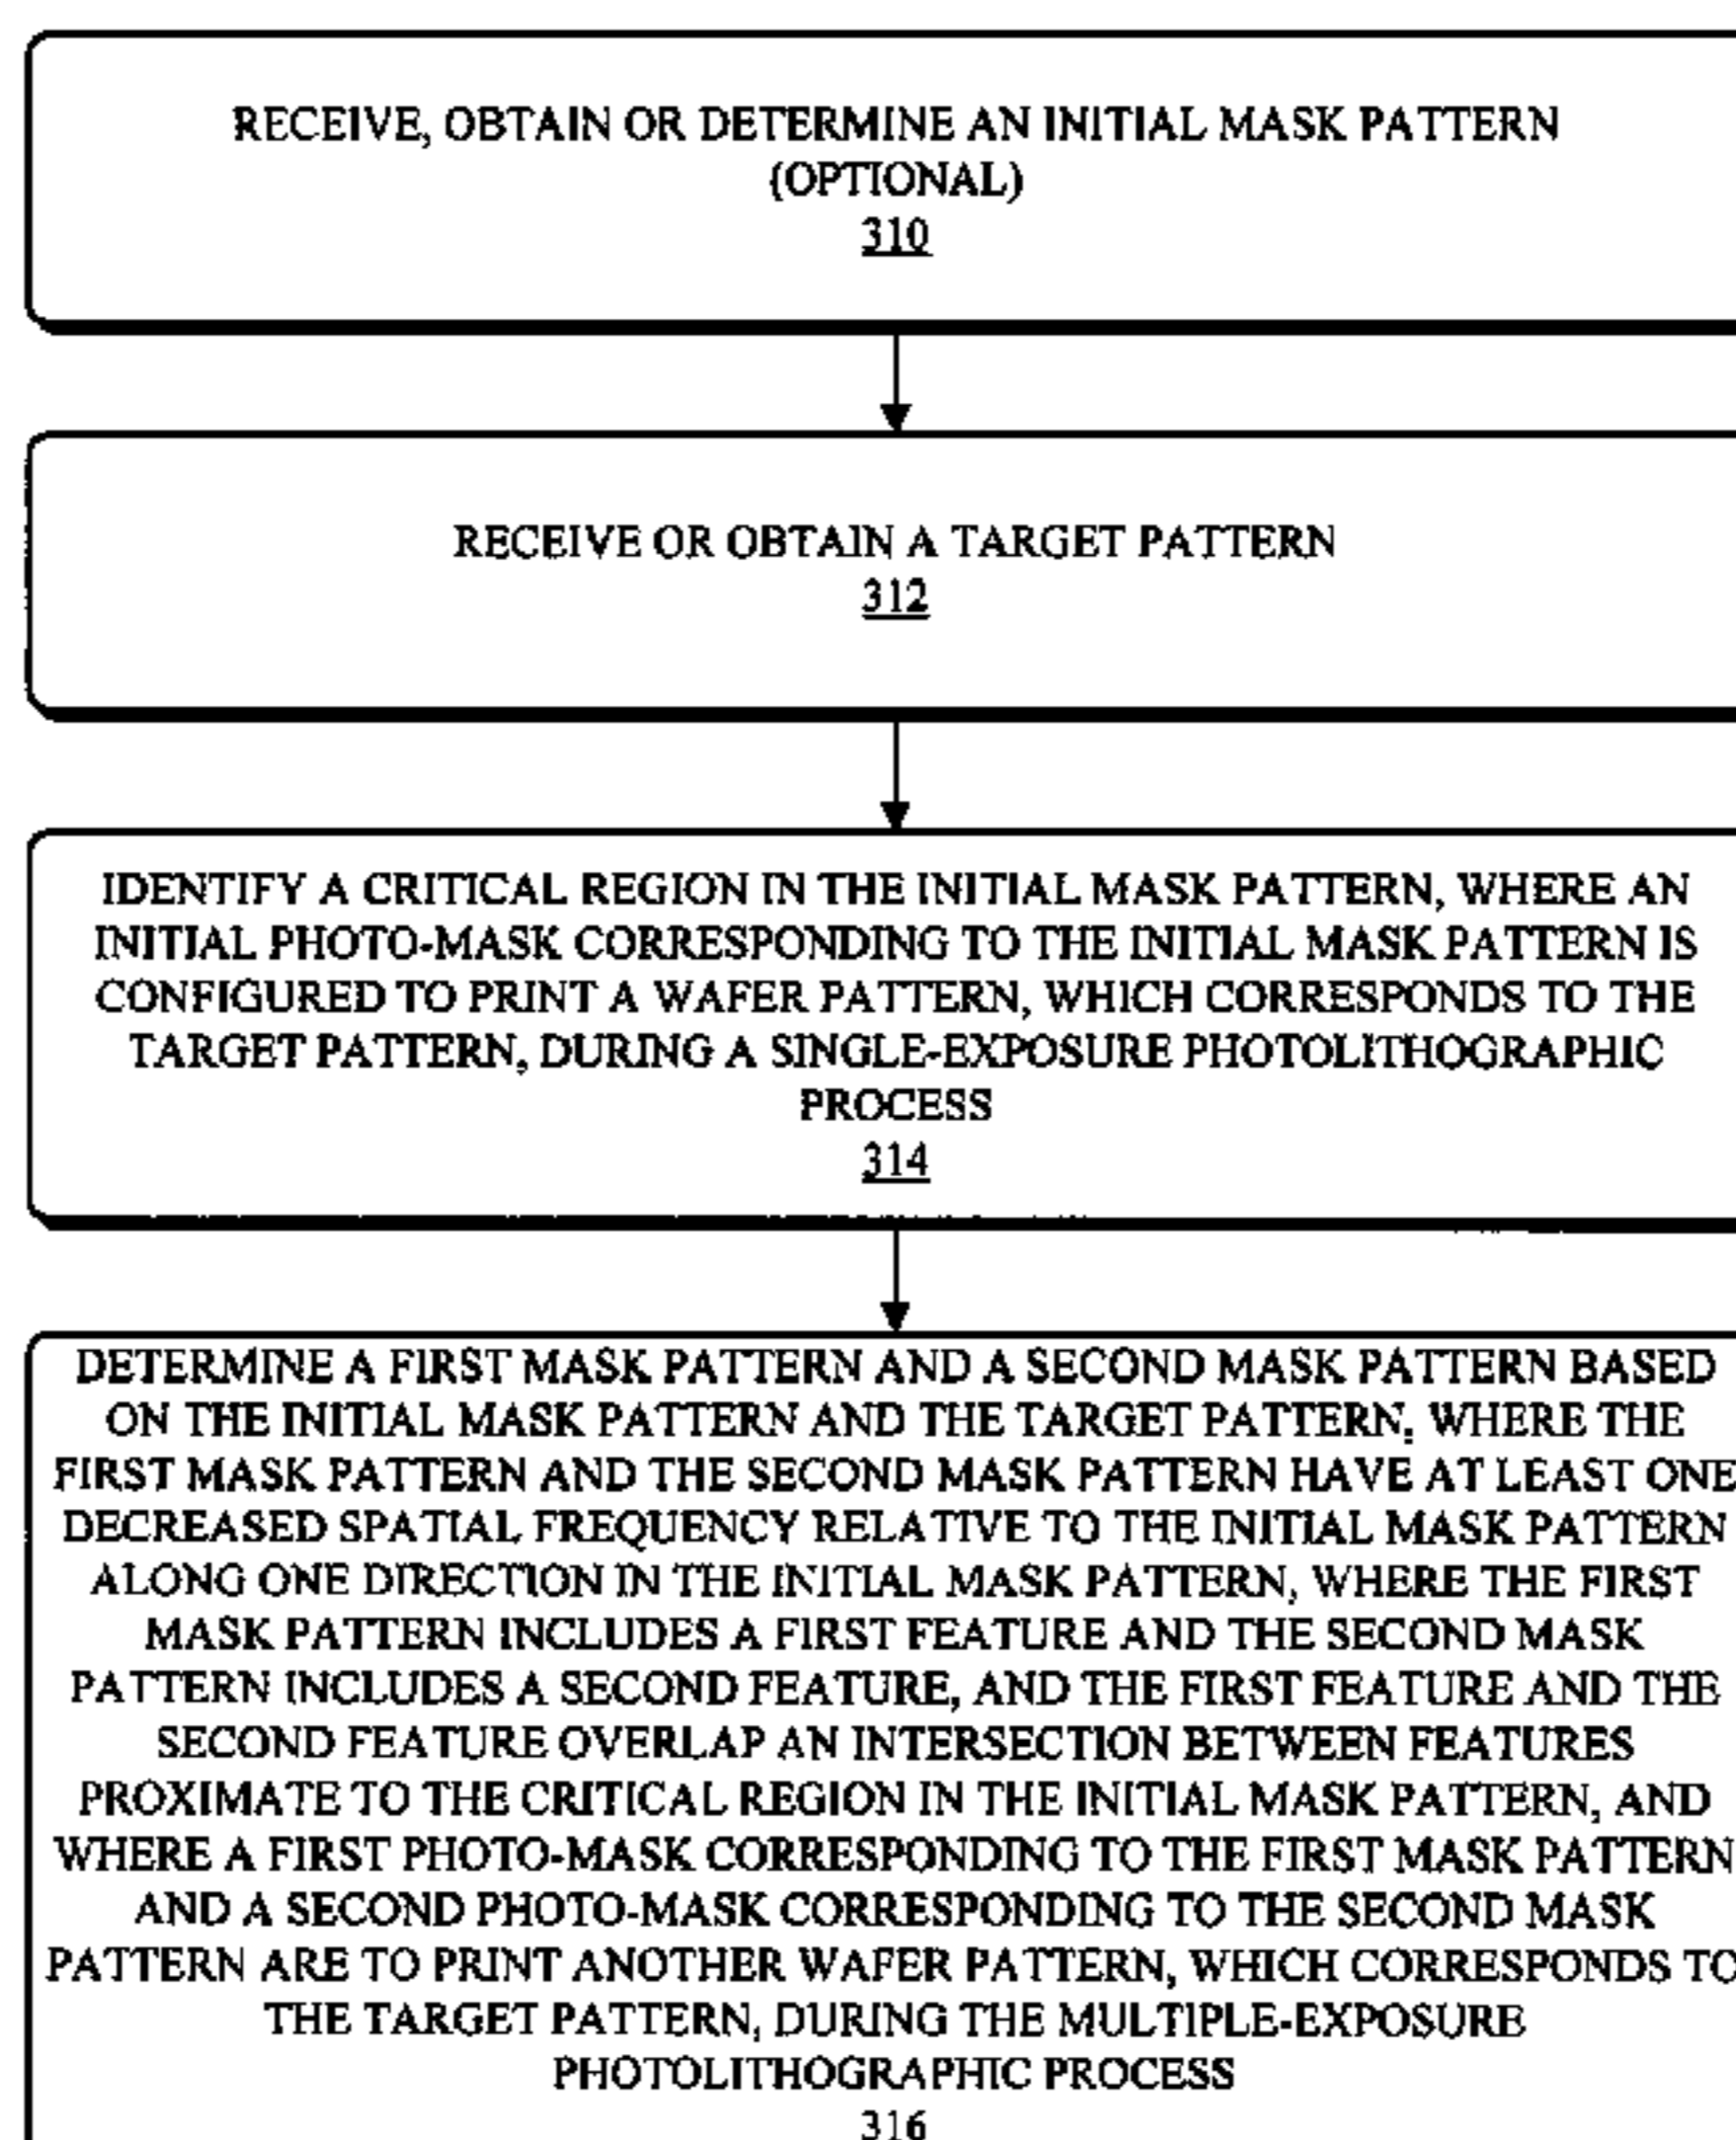 RECEIVE, OBTAIN OR DETERMINE AN INITIAL MASK PATTERN
(OPTIONAL)
310
RECEIVE OR OBTAIN A TARGET PATTERN
312
IDENTIFY A CRITICAL REGION IN THE INITIAL MASK PATTERN, WHERE AN
INITIAL PHOTO-MASK CORRESPONDING TO THE INITIAL MASK PATTERN IS
CONFIGURED TO PRINT A WAFER PATTERN, WHICH CORRESPONDS TO THE
TARGET PATTERN, DURING A SINGLE-EXPOSURE PHOTOLITHOGRAPHIC
PROCESS
314
DETERMINE A FIRST MASK PATTERN AND A SECOND MASK PATTERN BASED
ON THE INITIAL MASK PATTERN AND THE TARGET PATTERN, WHERE THE
FIRST MASK PATTERN AND THE SECOND MASK PATTERN HAVE AT LEAST ONE
DECREASED SPATIAL FREQUENCY RELATIVE TO THE INITIAL MASK PATTERN
ALONG ONE DIRECTION IN THE INITIAL MASK PATTERN, WHERE THE FIRST
MASK PATTERN INCLUDES A FIRST FEATURE AND THE SECOND MASK
PATTERN INCLUDES A SECOND FEATURE, AND THE FIRST FEATURE AND THE
SECOND FEATURE OVERLAP AN INTERSECTION BETWEEN FEATURES
PROXIMATE TO THE CRITICAL REGION IN THE INITIAL MASK PATTERN, AND
WHERE A FIRST PHOTO-MASK CORRESPONDING TO THE FIRST MASK PATTERN
AND A SECOND PHOTO-MASK CORRESPONDING TO THE SECOND MASK
PATTERN ARE TO PRINT ANOTHER WAFER PATTERN, WHICH CORRESPONDS TO
THE TARGET PATTERN, DURING THE MULTIPLE-EXPOSURE
PHOTOLITHOGRAPHIC PROCESS
316